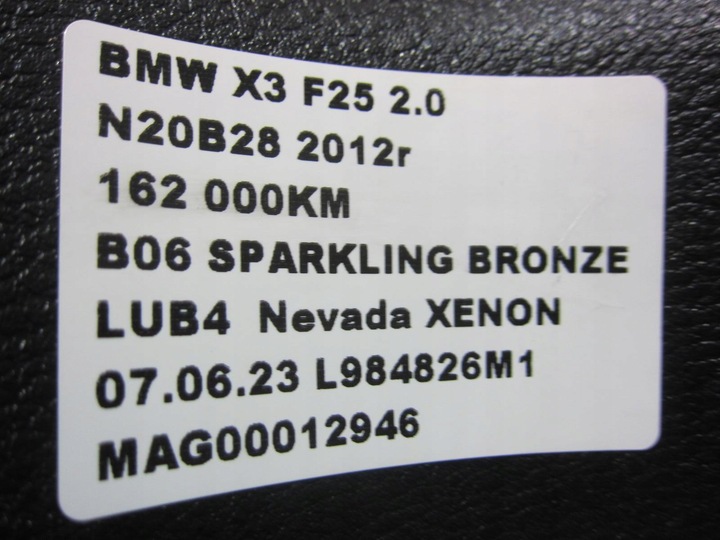 BMW X3 F25 2.0
N20B28 2012r
162 000KM
B06 SPARKLING BRONZE
LUB4 Nevada XENON
07.06.23 L984826M1
MAG00012946